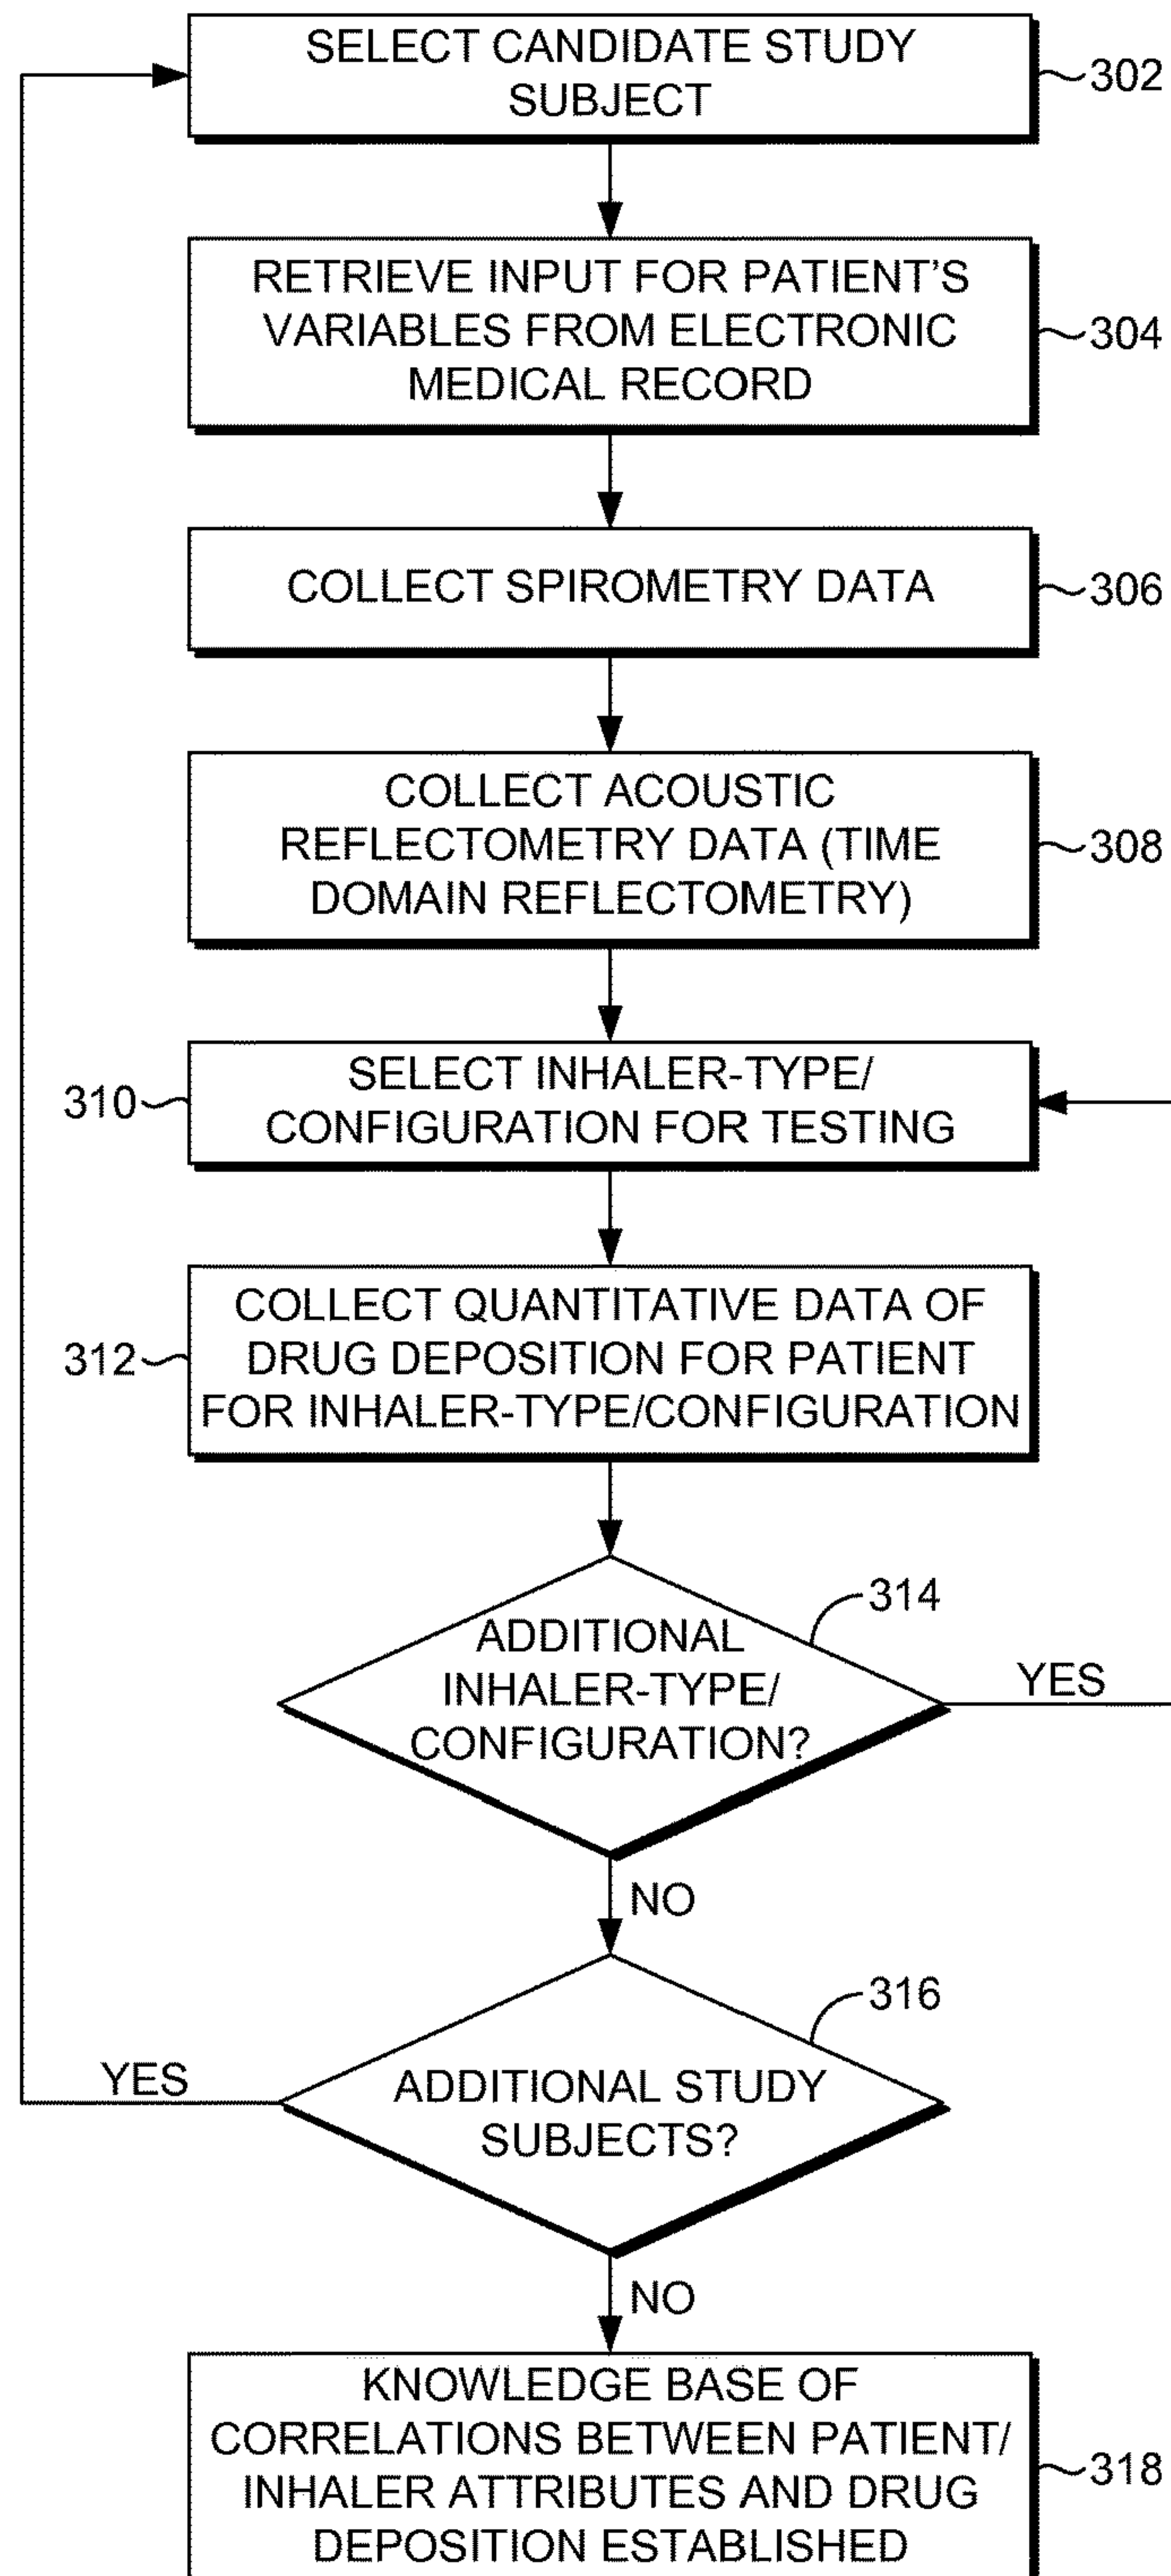 SELECT CANDIDATE STUDY
SUBJECT
302
RETRIEVE INPUT FOR PATIENT'S
VARIABLES FROM ELECTRONIC
MEDICAL RECORD
304
COLLECT SPIROMETRY DATA
306
COLLECT ACOUSTIC
REFLECTOMETRY DATA (TIME
DOMAIN REFLECTOMETRY)
308
SELECT INHALER-TYPE/
CONFIGURATION FOR TESTING
310
COLLECT QUANTITATIVE DATA OF
DRUG DEPOSITION FOR PATIENT
FOR INHALER-TYPE/CONFIGURATION
312
314
ADDITIONAL
INHALER-TYPE/
CONFIGURATION?
YES
NO
316
ADDITIONAL STUDY
SUBJECTS?
YES
NO
KNOWLEDGE BASE OF
CORRELATIONS BETWEEN PATIENT/
INHALER ATTRIBUTES AND DRUG
DEPOSITION ESTABLISHED
318